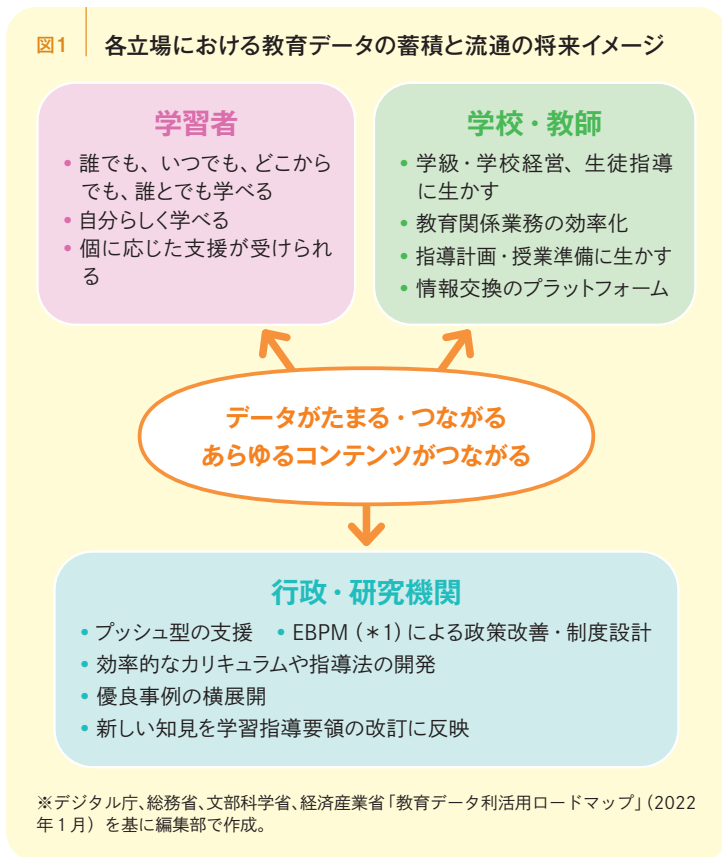 図1 各立場における教育データの蓄積と流通の将来イメージ
学習者
• 誰でも、いつでも、どこから
でも、誰とでも学べる
• 自分らしく学べる
• 個に応じた支援が受けられ
る
学校・教師
• 学級・学校経営、生徒指導
に生かす
• 教育関係業務の効率化
• 指導計画・授業準備に生かす
• 情報交換のプラットフォーム
データがたまる・つながる
あらゆるコンテンツがつながる
行政・研究機関
• プッシュ型の支援 • EBPM（＊1）による政策改善・制度設計
• 効率的なカリキュラムや指導法の開発
• 優良事例の横展開
• 新しい知見を学習指導要領の改訂に反映
※デジタル庁、総務省、文部科学省、経済産業省「教育データ利活用ロードマップ」（2022
年1月）を基に編集部で作成。